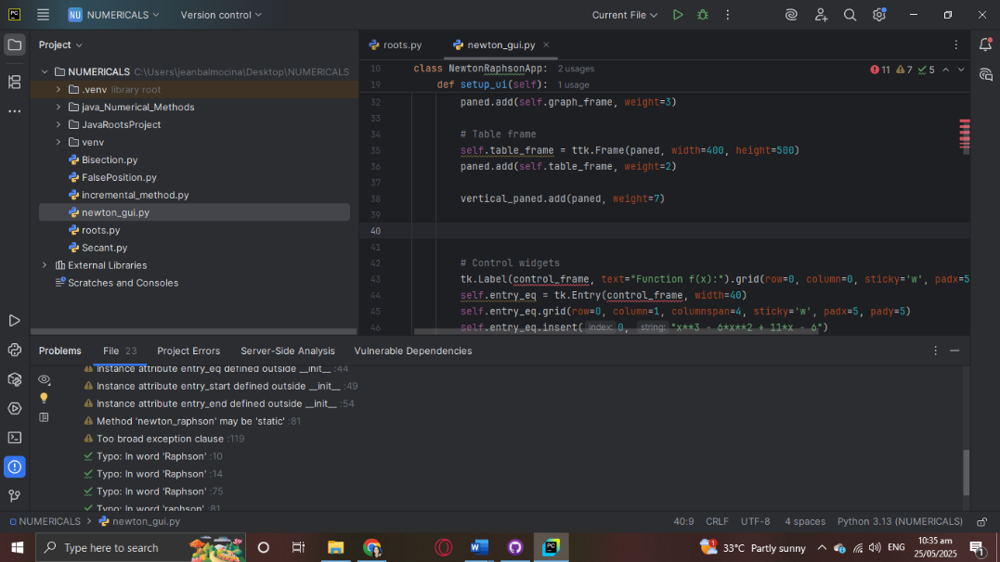 PC
NU NUMERICALS
Version control
Current File
Project
NUMERICALS C:\Users\jeanbalmocina\Desktop\NUMERICALS
.venv library root
java_Numerical_Methods
JavaRootsProject
venv
Bisection.py
FalsePosition.py
incremental_method.py
newton_gui.py
roots.py
Secant.py
External Libraries
Scratches and Consoles
roots.py
newton_gui.py
11 7 5
10 class NewtonRaphsonApp: 2 usages
19 def setup_ui(self): 1 usage
32 paned.add(self.graph_frame, weight=3)
33
34 # Table frame
35 self.table_frame = ttk.Frame(paned, width=400, height=500)
36 paned.add(self.table_frame, weight=2)
37
38 vertical_paned.add(paned, weight=7)
39
40
41
42 # Control widgets
43 tk.Label(control_frame, text="Function f(x):").grid(row=0, column=0, sticky='w', padx=5
44 self.entry_eq = tk.Entry(control_frame, width=40)
45 self.entry_eq.grid(row=0, column=1, columnspan=4, sticky='w', padx=5, pady=5)
46 self.entry_eq.insert( index: 0, string: "x**3 - 6*x**2 + 11*x - 6")
Problems
File 23
Project Errors
Server-Side Analysis
Vulnerable Dependencies
Instance attribute entry_eq defined outside __init__ :44
Instance attribute entry_start defined outside __init__ :49
Instance attribute entry_end defined outside __init__ :54
Method 'newton_raphson' may be 'static' :81
Too broad exception clause :119
Typo: In word 'Raphson' :10
Typo: In word 'Raphson' :14
Typo: In word 'Raphson' :75
Typo: In word 'raphson' :81
NUMERICALS > newton_gui.py
40:9 CRLF UTF-8 4 spaces Python 3.13 (NUMERICALS)
Type here to search
1
33°C Partly sunny
ENG
10:35 am
25/05/2025
1